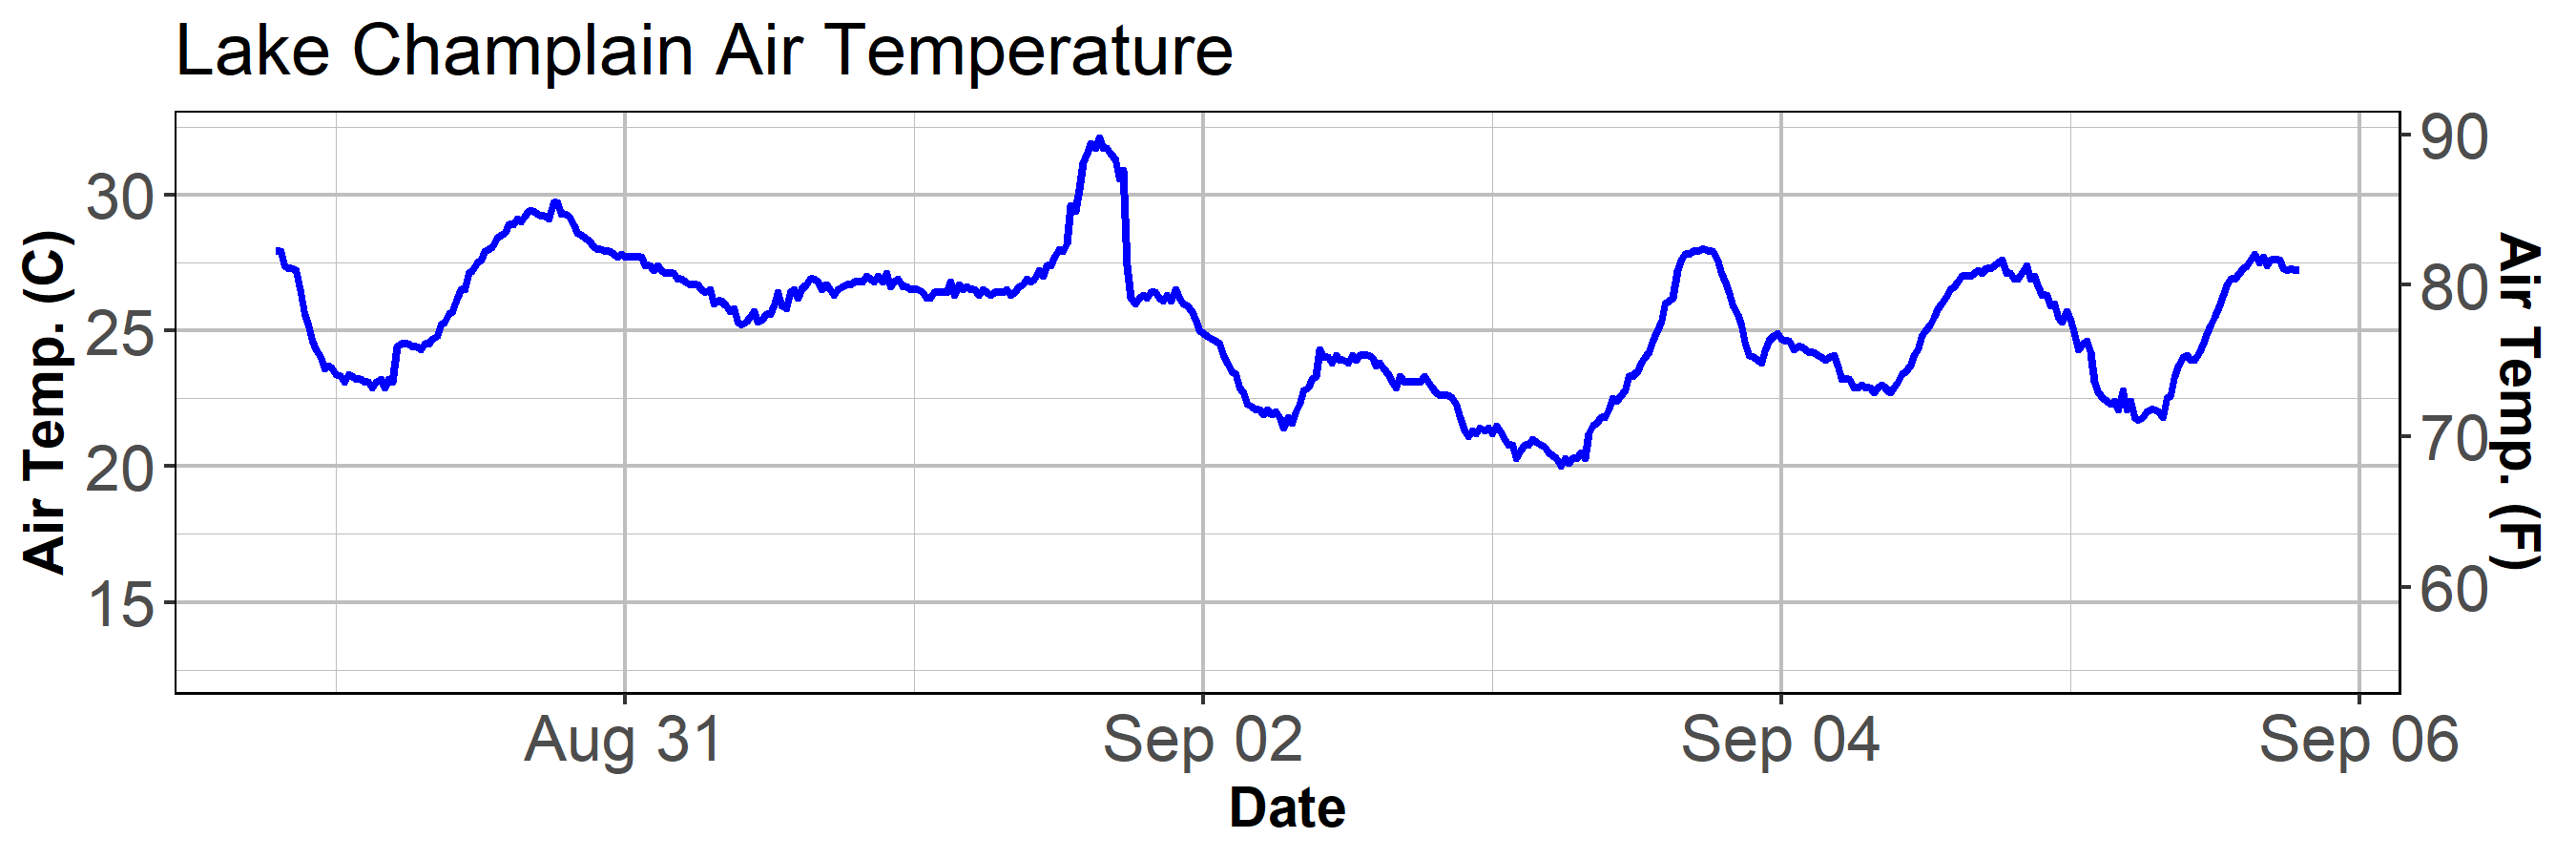 Lake Champlain Air Temperature
Air Temp. (C)
30
25
20
15
90
80
70
60
Air Temp. (F)
Aug 31
Sep 02
Sep 04
Sep 06
Date